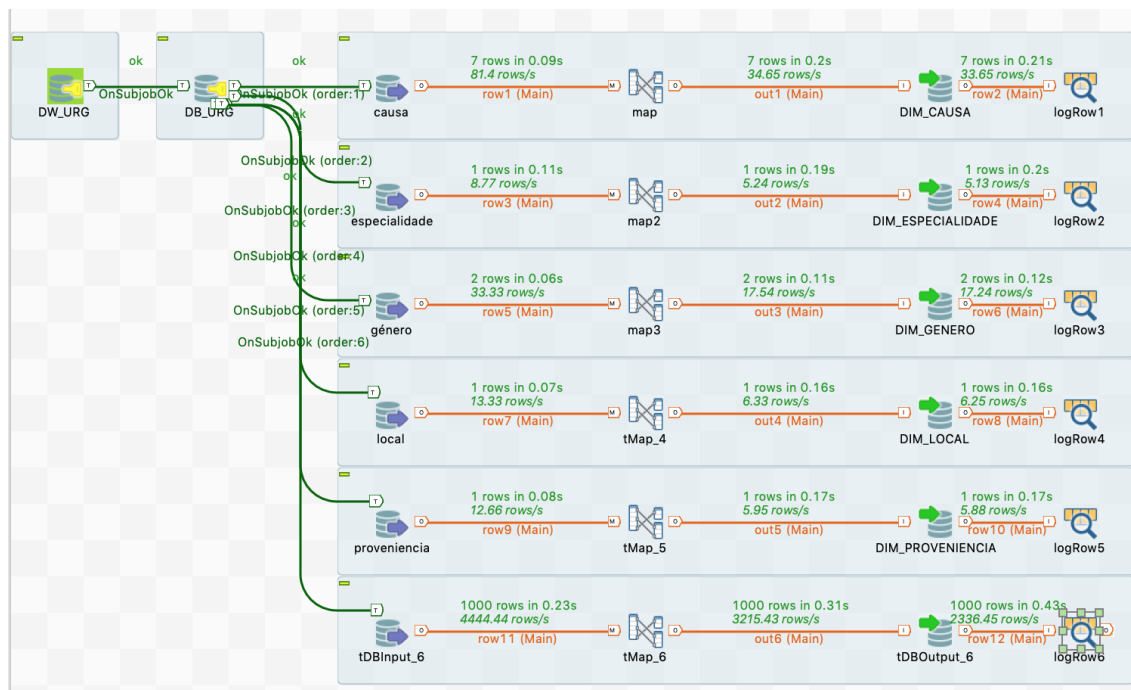 ok
OnSubjobOk
DW_URG
DB_URG
ok
OnSubjobOk (order:1)
ok
OnSubjobOk (order:2)
ok
OnSubjobOk (order:3)
ok
OnSubjobOk (order:4)
ok
OnSubjobOk (order:5)
OnSubjobOk (order:6)
7 rows in 0.09s
81.4 rows/s
row1 (Main)
7 rows in 0.2s
34.65 rows/s
out1 (Main)
7 rows in 0.21s
33.65 rows/s
row2 (Main)
causa
map
DIM_CAUSA
logRow1
1 rows in 0.11s
8.77 rows/s
row3 (Main)
1 rows in 0.19s
5.24 rows/s
out2 (Main)
1 rows in 0.2s
5.13 rows/s
row4 (Main)
especialidade
map2
DIM_ESPECIALIDADE
logRow2
2 rows in 0.06s
33.33 rows/s
row5 (Main)
2 rows in 0.11s
17.54 rows/s
out3 (Main)
2 rows in 0.12s
17.24 rows/s
row6 (Main)
género
map3
DIM_GENERO
logRow3
1 rows in 0.07s
13.33 rows/s
row7 (Main)
1 rows in 0.16s
6.33 rows/s
out4 (Main)
1 rows in 0.16s
6.25 rows/s
row8 (Main)
local
tMap_4
DIM_LOCAL
logRow4
1 rows in 0.08s
12.66 rows/s
row9 (Main)
1 rows in 0.17s
5.95 rows/s
out5 (Main)
1 rows in 0.17s
5.88 rows/s
row10 (Main)
proveniencia
tMap_5
DIM_PROVENIENCIA
logRow5
1000 rows in 0.23s
4444.44 rows/s
row11 (Main)
1000 rows in 0.31s
3215.43 rows/s
out6 (Main)
1000 rows in 0.43s
2336.45 rows/s
row12 (Main)
tDBInput_6
tMap_6
tDBOutput_6
logRow6